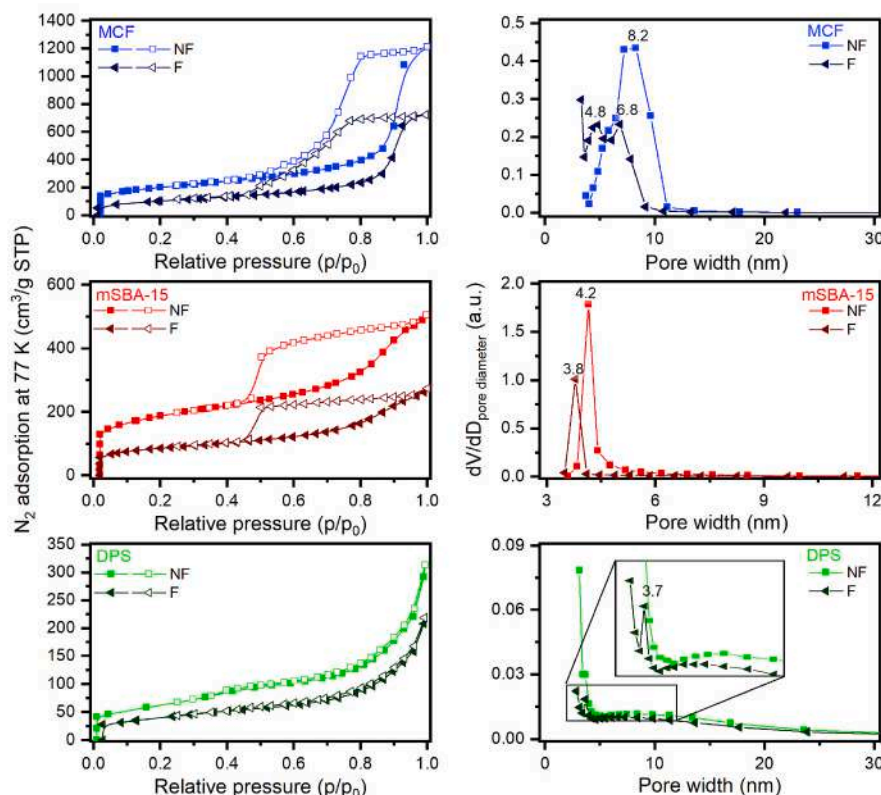 N₂ adsorption at 77 K (cm³/g STP)
MCF
NF
F
1400
1200
1000
800
600
400
200
0
0.0 0.2 0.4 0.6 0.8 1.0
Relative pressure (p/p₀)
MCF
NF
F
8.2
4.8
6.8
0.5
0.4
0.3
0.2
0.1
0.0
0 10 20 30
Pore width (nm)
mSBA-15
NF
F
600
400
200
0
0.0 0.2 0.4 0.6 0.8 1.0
Relative pressure (p/p₀)
dV/dD pore diameter (a.u.)
mSBA-15
NF
F
4.2
3.8
2.0
1.5
1.0
0.5
0.0
3 6 9 12
Pore width (nm)
DPS
NF
F
350
300
250
200
150
100
50
0
0.0 0.2 0.4 0.6 0.8 1.0
Relative pressure (p/p₀)
DPS
NF
F
3.7
0.09
0.06
0.03
0.00
0 10 20 30
Pore width (nm)